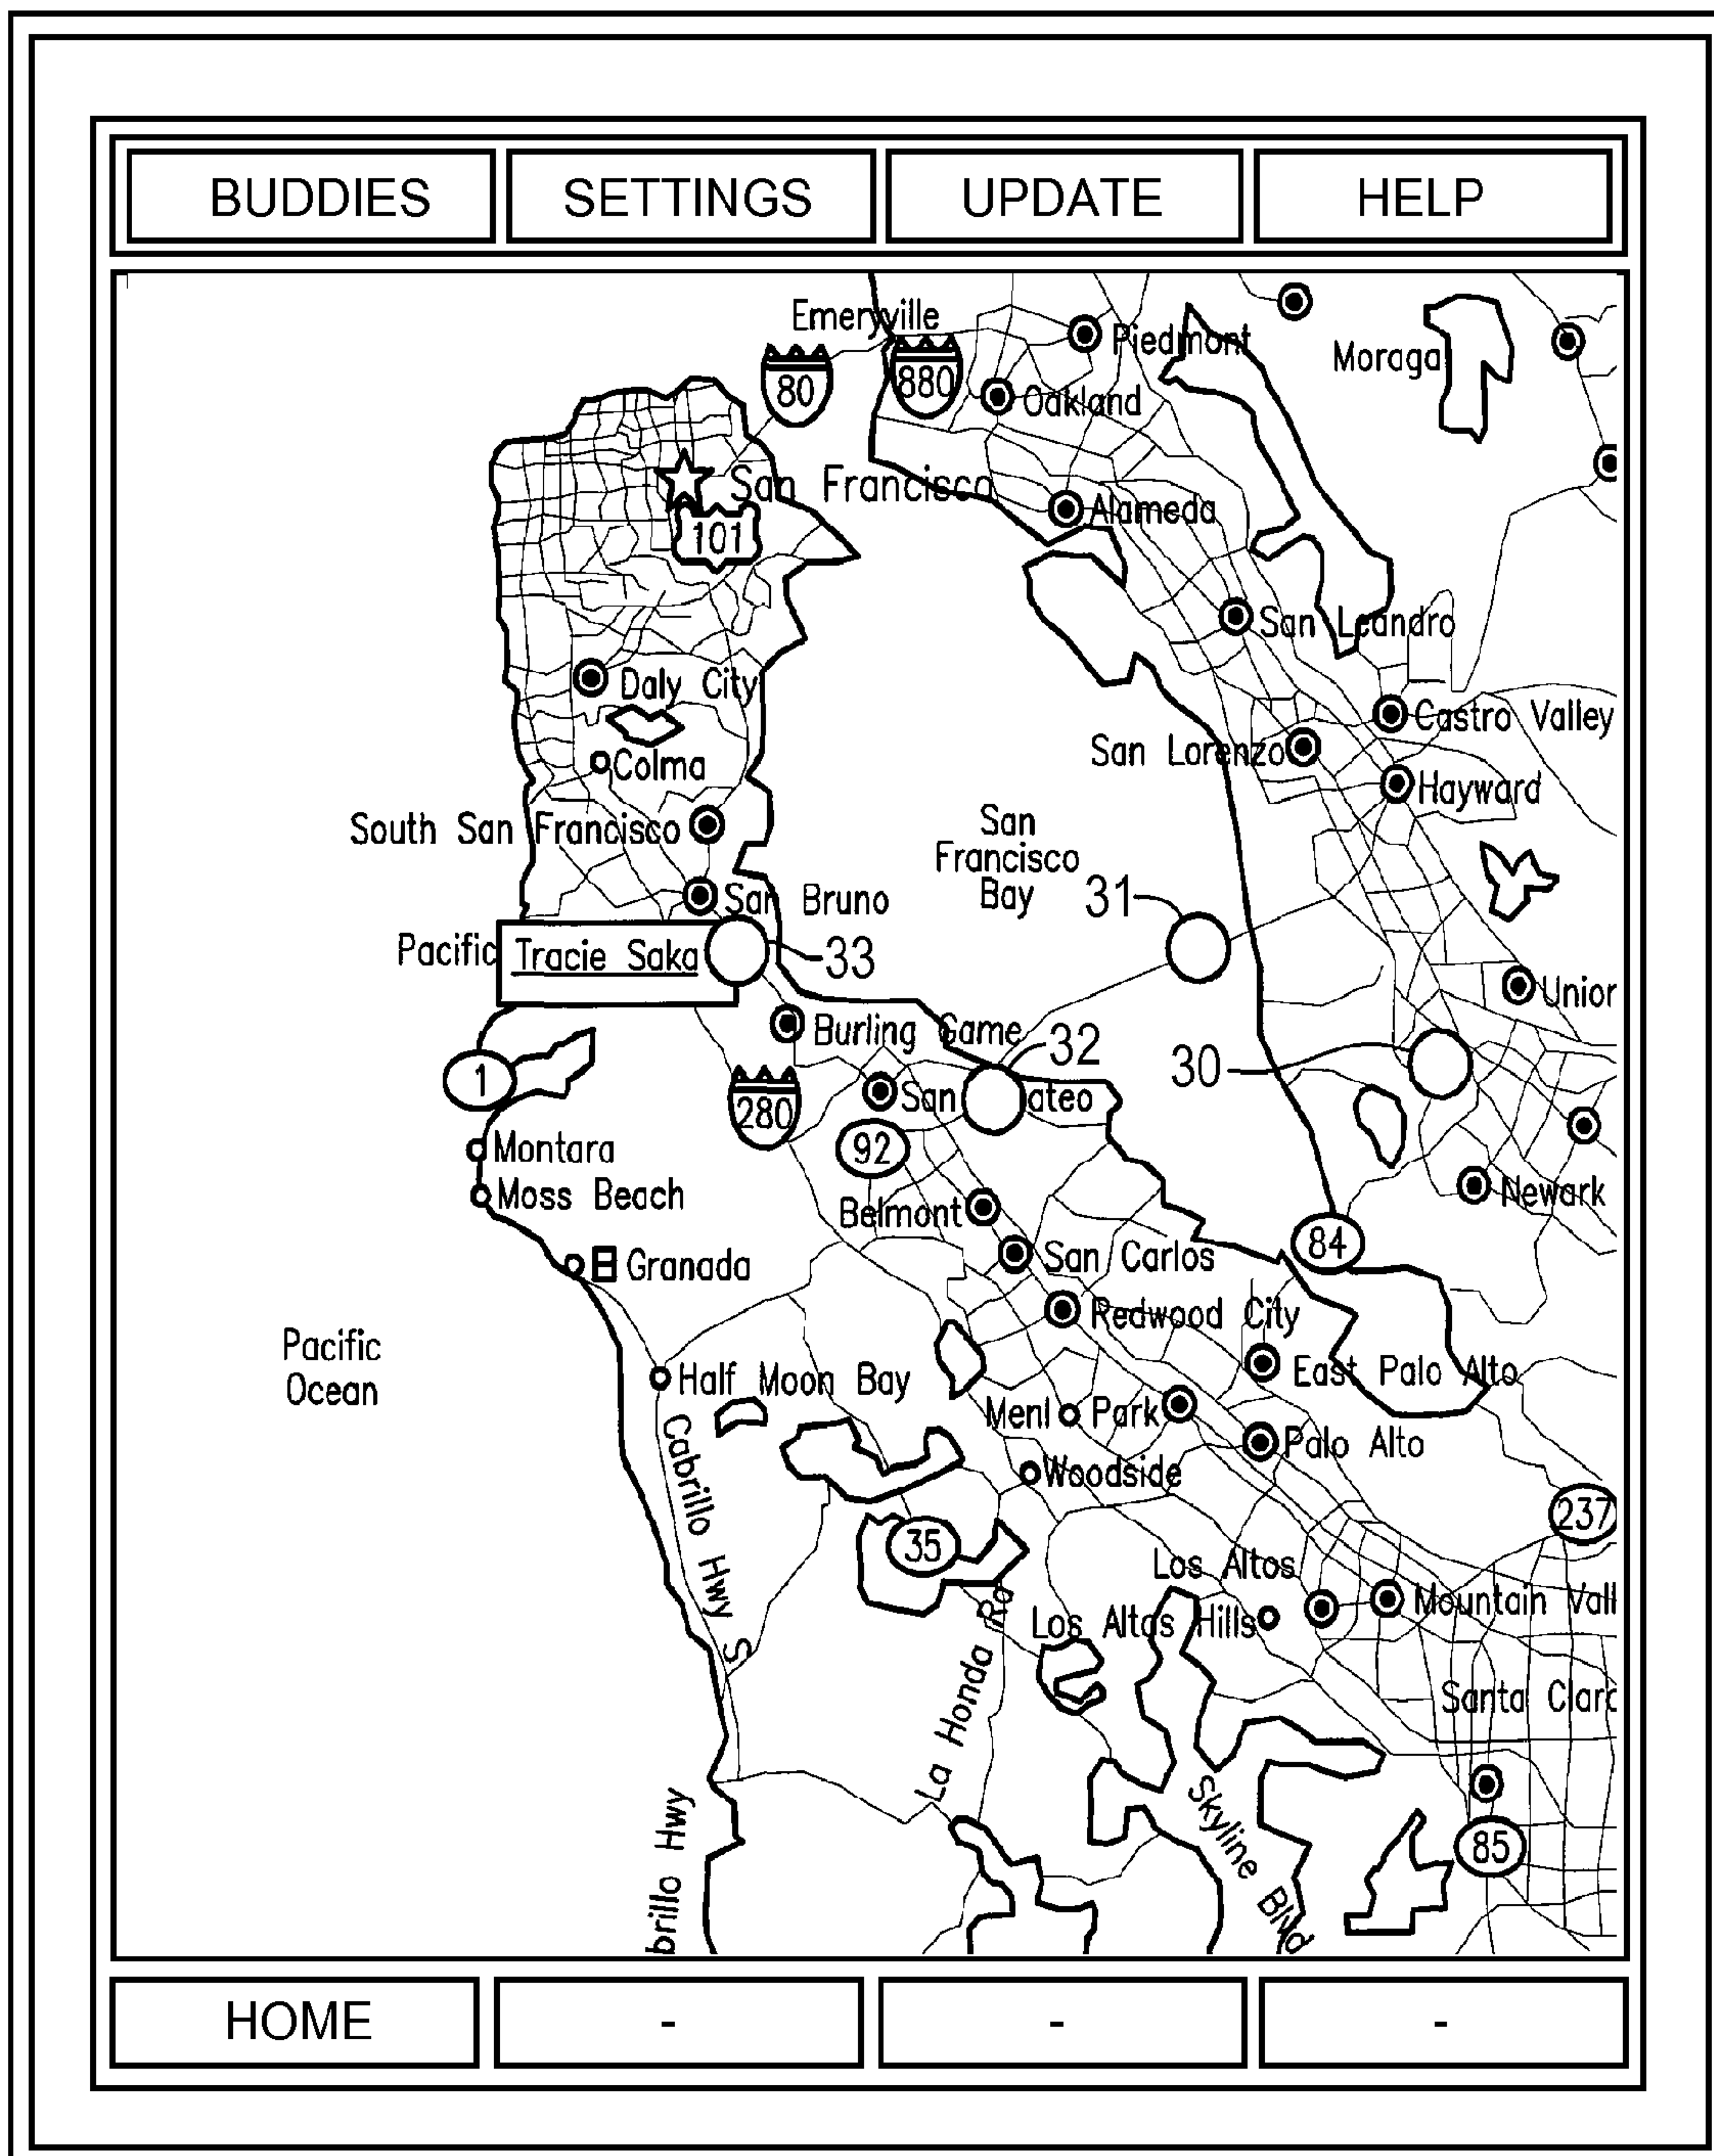 BUDDIES
SETTINGS
UPDATE
HELP
Emeryville
Piedmont
Moraga
80
880
Oakland
San Francisco
Alameda
101
San Leandro
Daly City
Castro Valley
San Lorenzo
Colma
Hayward
South San Francisco
San
Francisco
Bay
31
San Bruno
Pacific
Tracie Saka
33
Union
Burling Game
32
30
1
280
San ateo
92
Montara
Moss Beach
Newark
Belmont
84
San Carlos
Granada
Redwood City
Pacific
Ocean
East Palo Alto
Half Moon Bay
Menl Park
Palo Alto
Woodside
Cabrillo Hwy S
237
35
Los Altos
Mountain Vall
Los Altos Hills
La Honda Rd
Santa Clar
Skyline Blvd
85
brillo Hwy
HOME
-
-
-